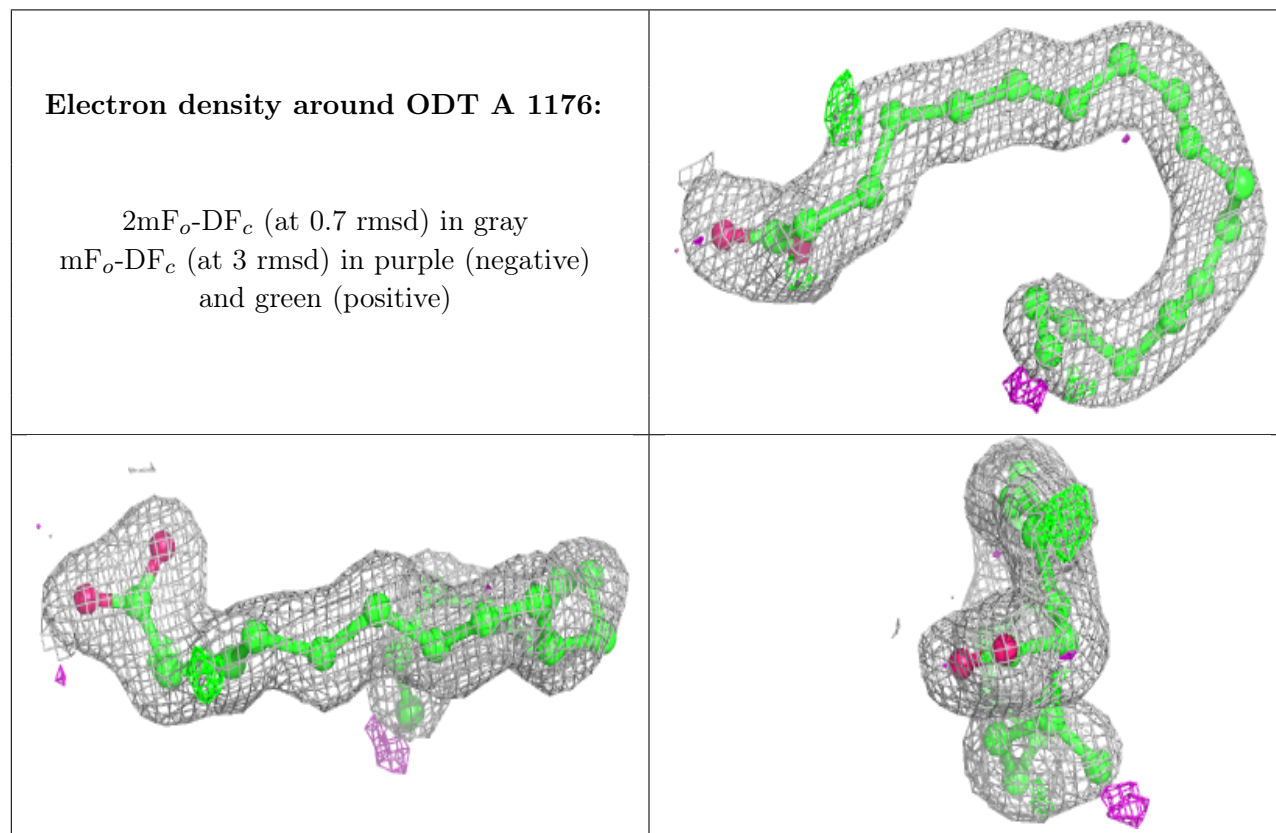 Electron density around ODT A 1176:
2mFo-DFc (at 0.7 rmsd) in gray
mFo-DFc (at 3 rmsd) in purple (negative)
and green (positive)